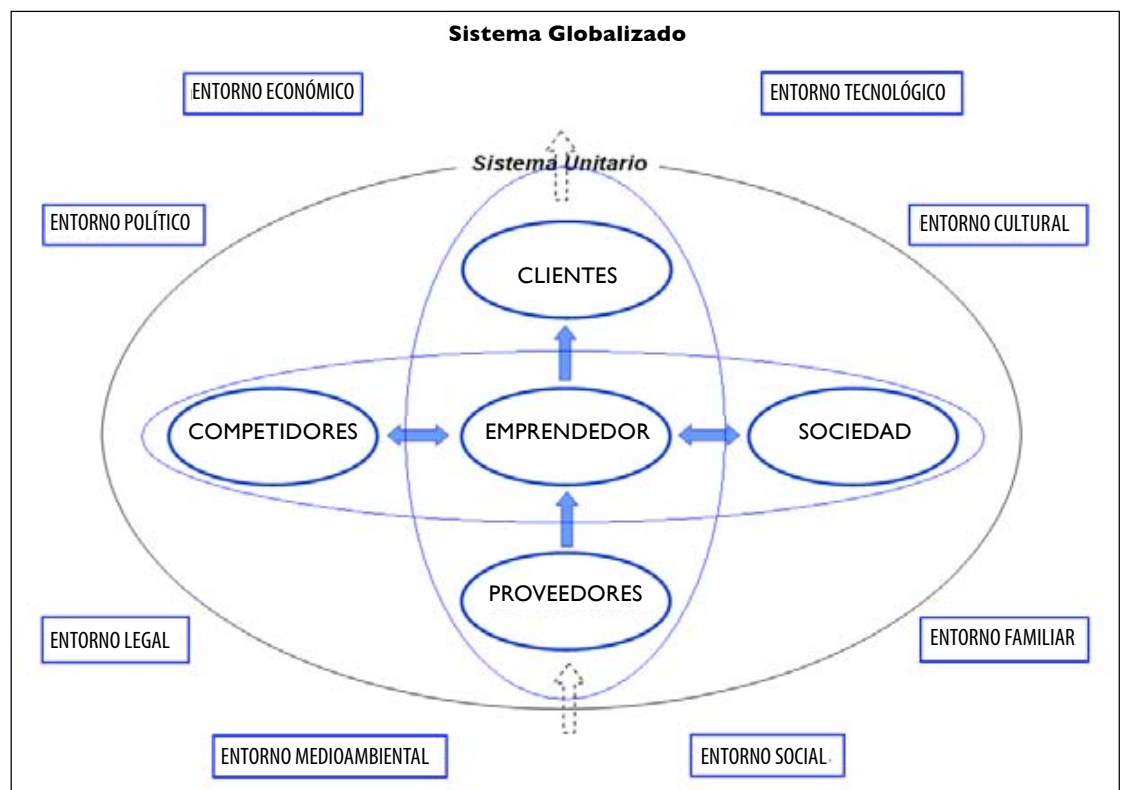 Sistema Globalizado
ENTORNO ECONÓMICO
ENTORNO TECNOLÓGICO
Sistema Unitario
ENTORNO POLÍTICO
ENTORNO CULTURAL
CLIENTES
COMPETIDORES
EMPRENDEDOR
SOCIEDAD
PROVEEDORES
ENTORNO LEGAL
ENTORNO FAMILIAR
ENTORNO MEDIOAMBIENTAL
ENTORNO SOCIAL